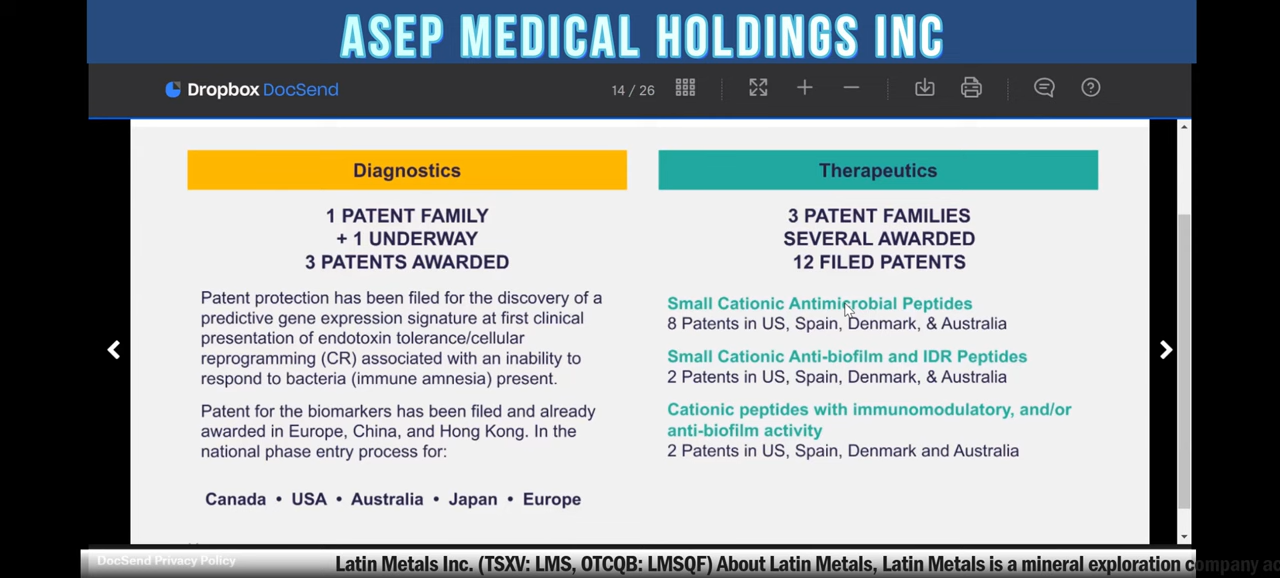 ASEP MEDICAL HOLDINGS INC
Dropbox DocSend
14 / 26
Diagnostics
1 PATENT FAMILY
+ 1 UNDERWAY
3 PATENTS AWARDED
Patent protection has been filed for the discovery of a
predictive gene expression signature at first clinical
presentation of endotoxin tolerance/cellular
reprogramming (CR) associated with an inability to
respond to bacteria (immune amnesia) present.
Patent for the biomarkers has been filed and already
awarded in Europe, China, and Hong Kong. In the
national phase entry process for:
Canada • USA • Australia • Japan • Europe
Therapeutics
3 PATENT FAMILIES
SEVERAL AWARDED
12 FILED PATENTS
Small Cationic Antimicrobial Peptides
8 Patents in US, Spain, Denmark, & Australia
Small Cationic Anti-biofilm and IDR Peptides
2 Patents in US, Spain, Denmark, & Australia
Cationic peptides with immunomodulatory, and/or
anti-biofilm activity
2 Patents in US, Spain, Denmark and Australia
DocSend Privacy Policy
Latin Metals Inc. (TSXV: LMS, OTCQB: LMSQF) About Latin Metals, Latin Metals is a mineral exploration company